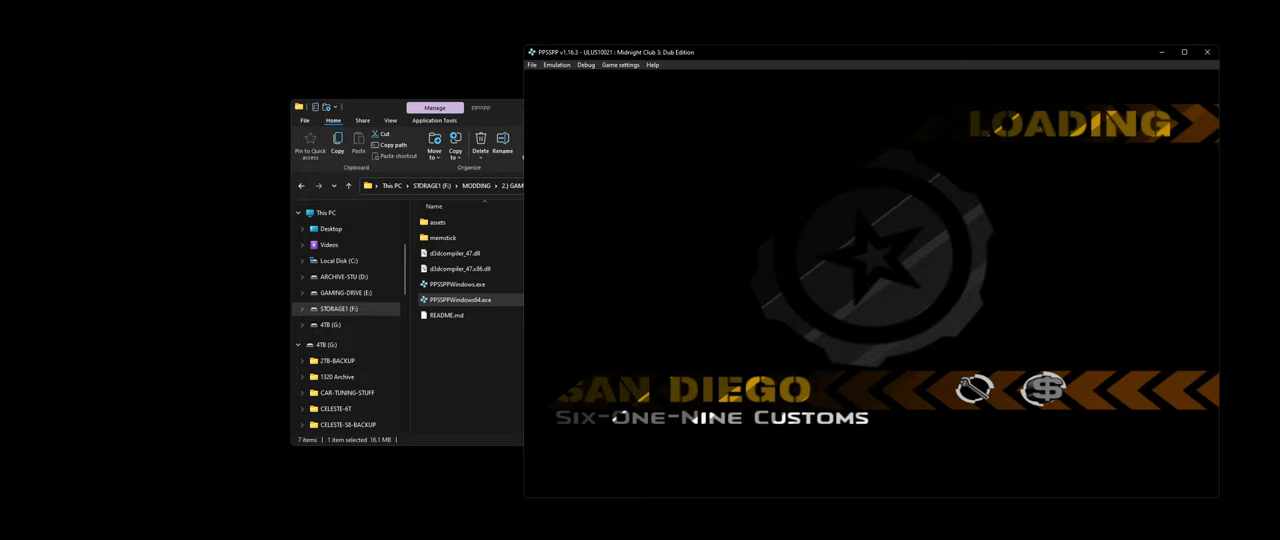 PPSSPP v1.16.3 - ULUS10021 : Midnight Club 3: Dub Edition
File Emulation Debug Game settings Help
Manage ppsspp
File Home Share View Application Tools
Pin to Quick access
Copy
Paste
Cut
Copy path
Paste shortcut
Move to
Copy to
Delete
Rename
Clipboard
Organize
This PC > STORAGE1 (F:) > MODDING > 2.) GAM
Name
This PC
Desktop
Videos
Local Disk (C:)
ARCHIVE-STU (D:)
GAMING-DRIVE (E:)
STORAGE1 (F:)
4TB (G:)
4TB (G:)
2TB-BACKUP
1320 Archive
CAR-TUNING-STUFF
CELESTE-6T
CELESTE-S8-BACKUP
assets
memstick
d3dcompiler_47.dll
d3dcompiler_47.x86.dll
PPSSPPWindows.exe
PPSSPPWindows64.exe
README.md
7 items 1 item selected 16.1 MB
LOADING
SAN DIEGO
Six-One-Nine Customs